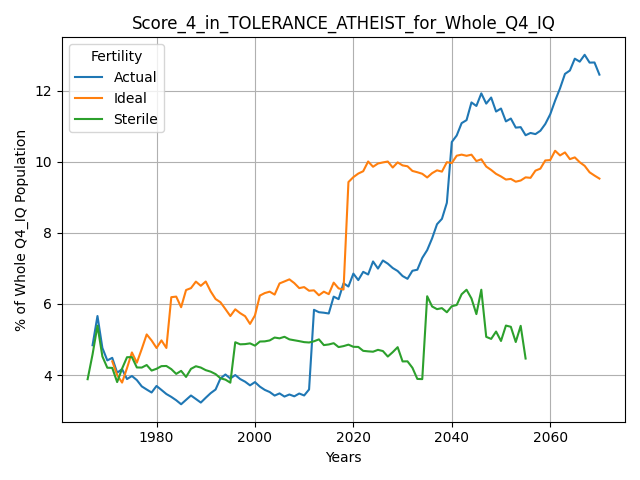 Score_4_in_TOLERANCE_ATHEIST_for_Whole_Q4_IQ
Fertility
Actual
Ideal
Sterile
% of Whole Q4_IQ Population
12
10
8
6
4
1980
2000
2020
2040
2060
Years